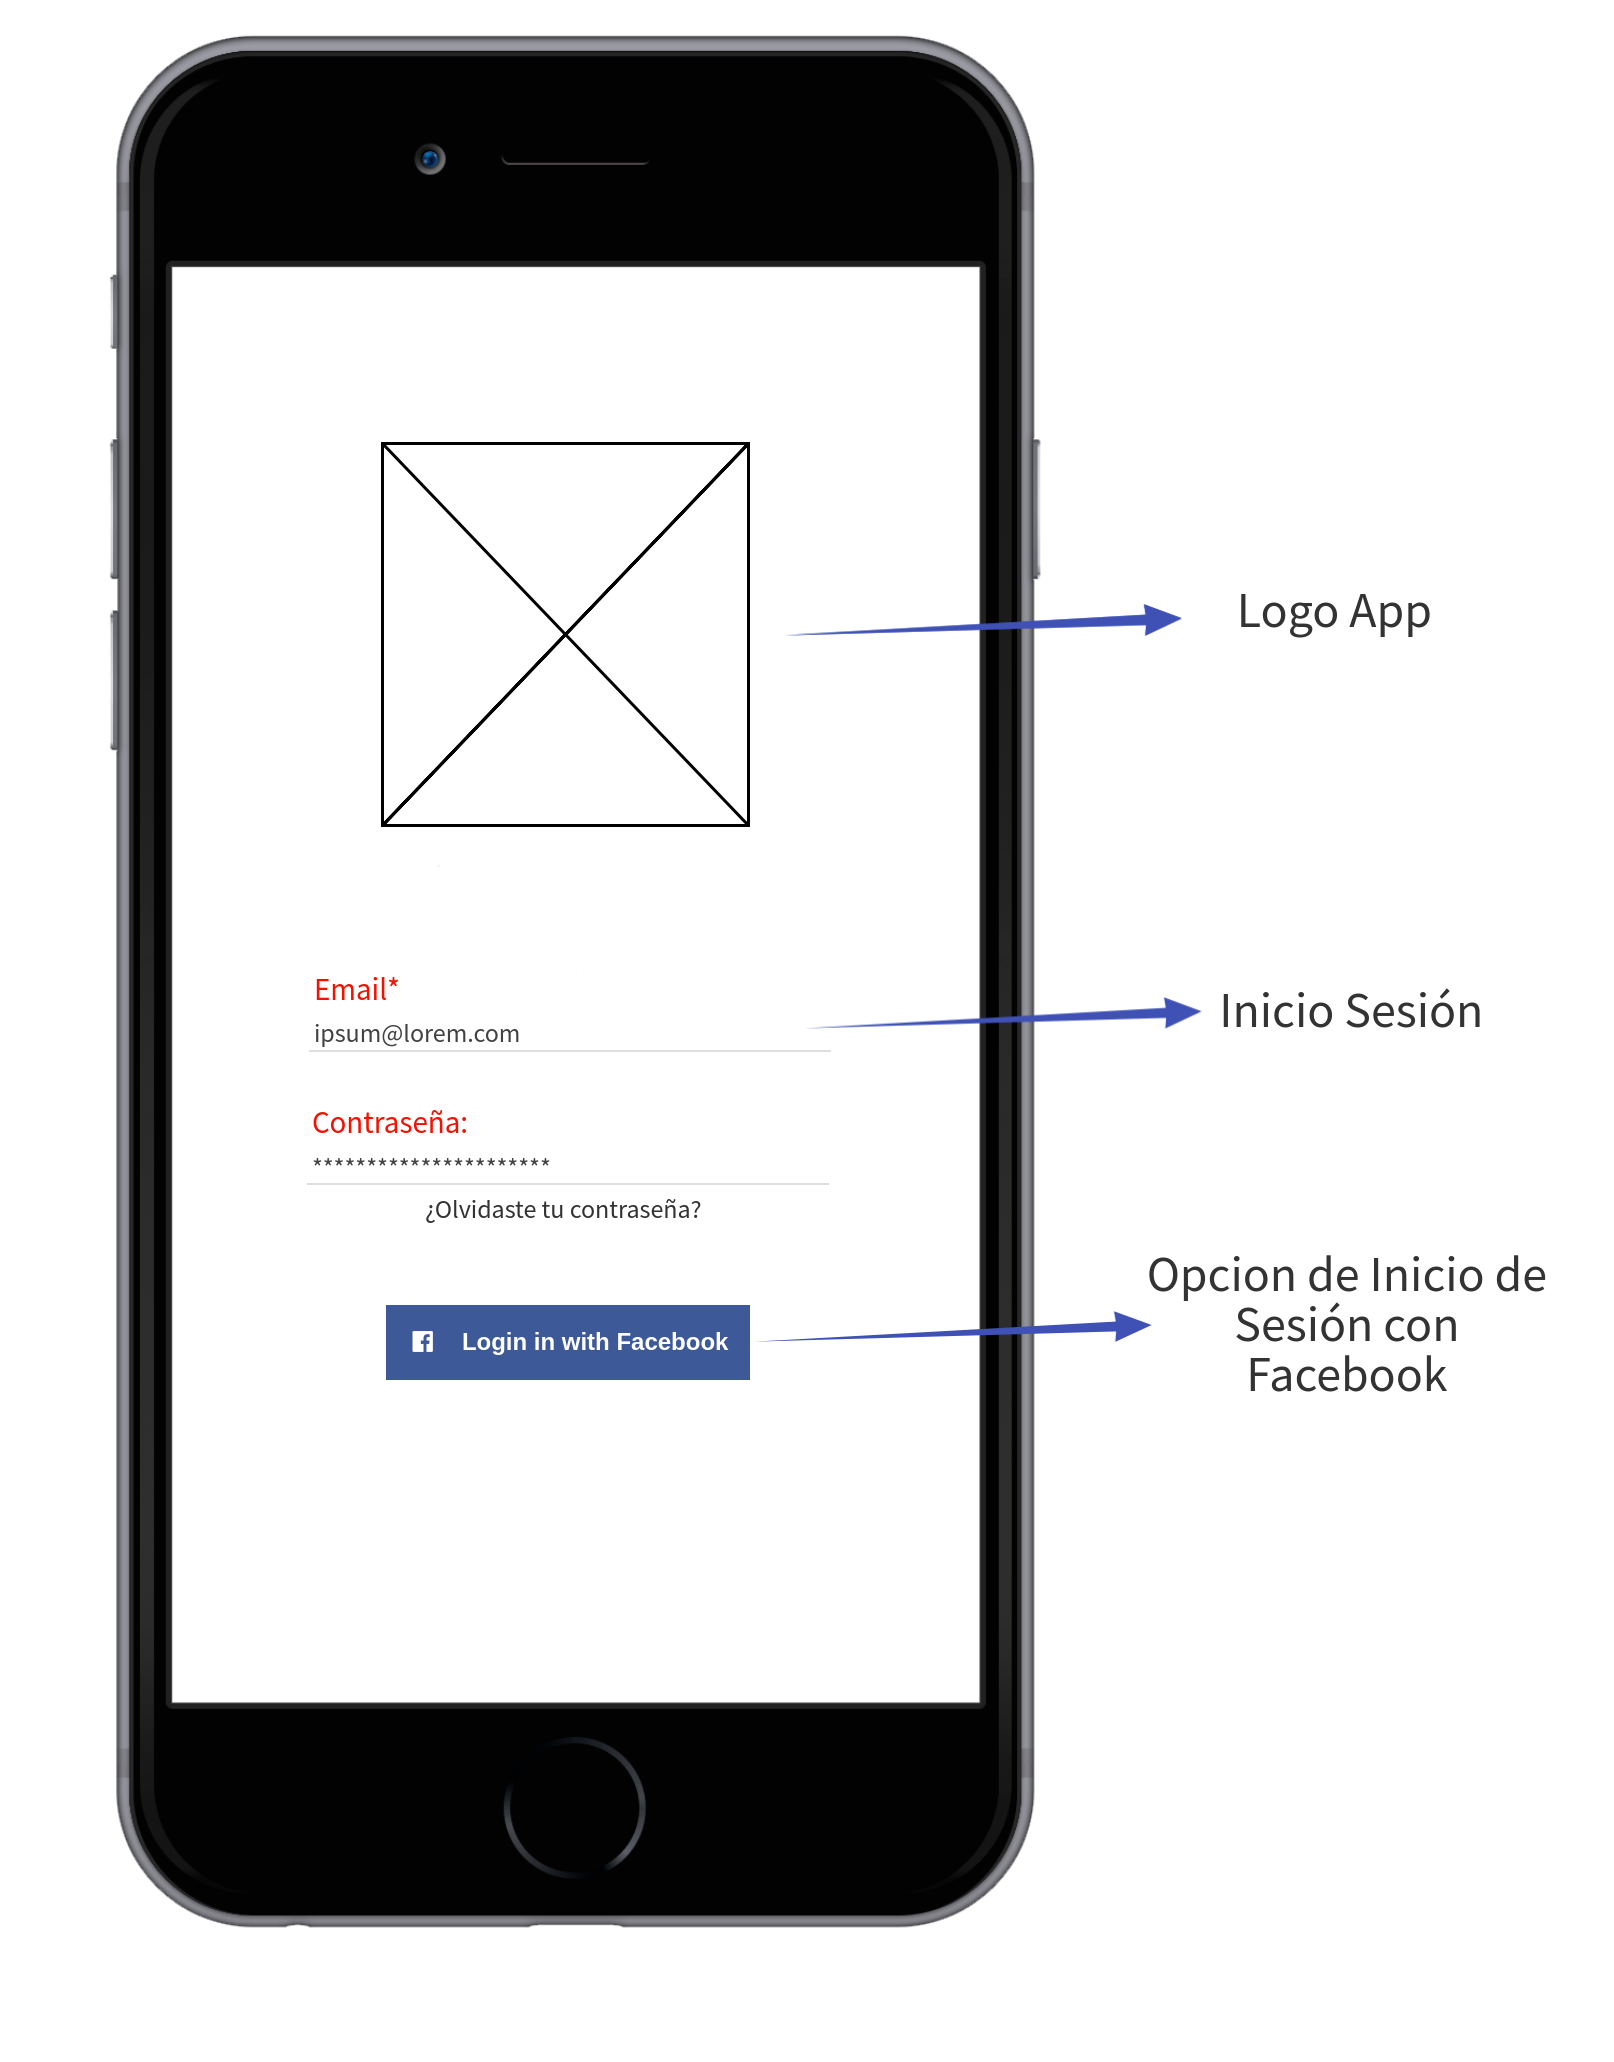 Logo App
Email*
ipsum@lorem.com
Inicio Sesión
Contraseña:
**********************
¿Olvidaste tu contraseña?
Login in with Facebook
Opcion de Inicio de
Sesión con
Facebook